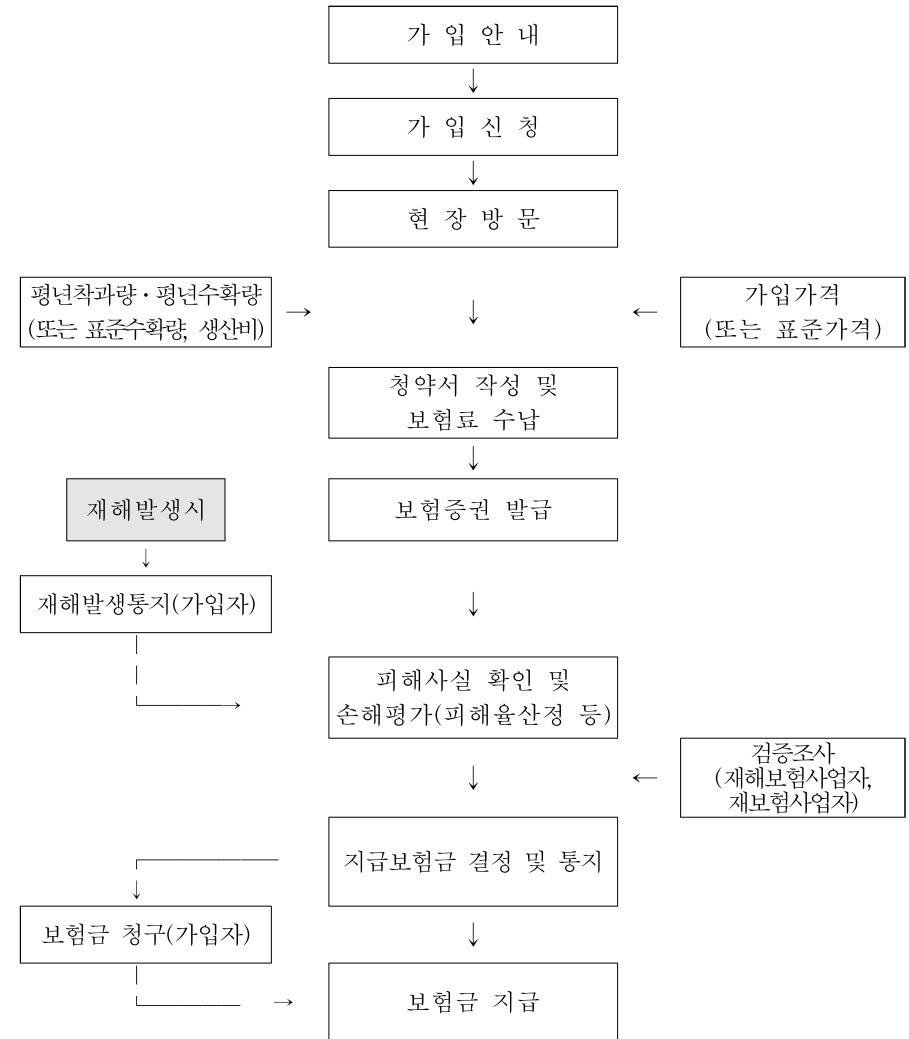 가 입 안 내
↓
가 입 신 청
↓
현 장 방 문
평년착과량・평년수확량
(또는 표준수확량, 생산비)
→
↓
←
가입가격
(또는 표준가격)
청약서 작성 및
보험료 수납
↓
재해발생시
보험증권 발급
↓
재해발생통지(가입자)
↓
피해사실 확인 및
손해평가(피해율산정 등)
→
검증조사
(재해보험사업자,
재보험사업자)
↓
←
지급보험금 결정 및 통지
↓
보험금 청구(가입자)
↓
→
보험금 지급